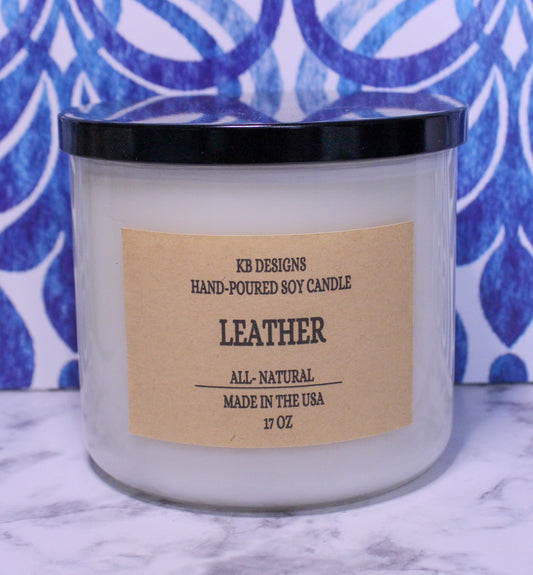 KB DESIGNS
HAND-POURED SOY CANDLE
LEATHER
ALL- NATURAL
MADE IN THE USA
17 OZ